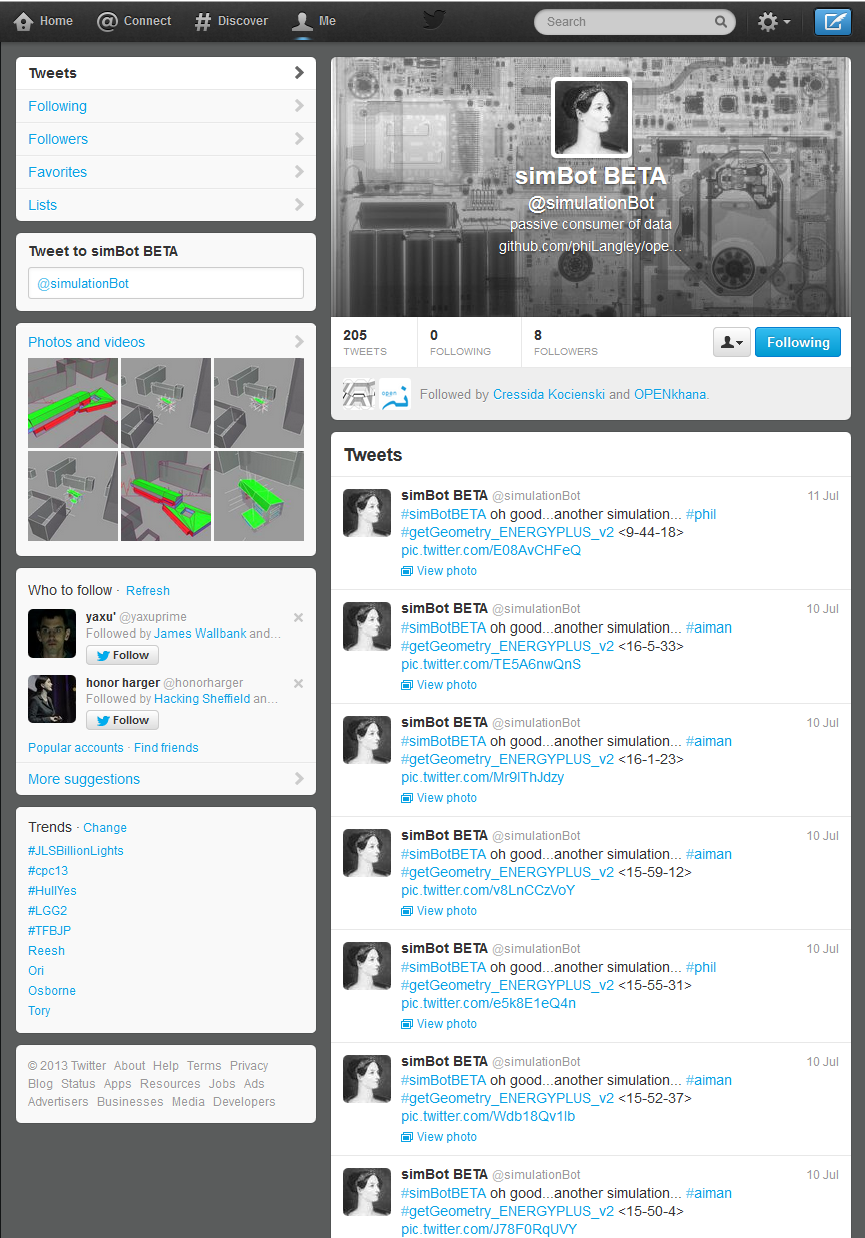 Home
Connect
Discover
Me
Search
Tweets
Following
Followers
Favorites
Lists
Tweet to simBot BETA
@simulationBot
Photos and videos
Who to follow · Refresh
yaxu' @yaxuprime
Followed by James Wallbank and...
Follow
honor harger @honorharger
Followed by Hacking Sheffield an...
Follow
Popular accounts · Find friends
More suggestions
Trends · Change
#JLSBillionLights
#cpc13
#HullYes
#LGG2
#TFBJP
Reesh
Ori
Osborne
Tory
© 2013 Twitter About Help Terms Privacy
Blog Status Apps Resources Jobs Ads
Advertisers Businesses Media Developers
simBot BETA
@simulationBot
passive consumer of data
github.com/phiLangley/ope...
205
TWEETS
0
FOLLOWING
8
FOLLOWERS
Following
open
Followed by Cressida Kocienski and OPENkhana.
Tweets
simBot BETA @simulationBot 11 Jul
#simBotBETA oh good...another simulation... #phil
#getGeometry_ENERGYPLUS_v2 <9-44-18>
pic.twitter.com/E08AvCHFeQ
View photo
simBot BETA @simulationBot 10 Jul
#simBotBETA oh good...another simulation... #aiman
#getGeometry_ENERGYPLUS_v2 <16-5-33>
pic.twitter.com/TE5A6nwQnS
View photo
simBot BETA @simulationBot 10 Jul
#simBotBETA oh good...another simulation... #aiman
#getGeometry_ENERGYPLUS_v2 <16-1-23>
pic.twitter.com/Mr9lThJdzy
View photo
simBot BETA @simulationBot 10 Jul
#simBotBETA oh good...another simulation... #aiman
#getGeometry_ENERGYPLUS_v2 <15-59-12>
pic.twitter.com/v8LnCCzVoY
View photo
simBot BETA @simulationBot 10 Jul
#simBotBETA oh good...another simulation... #phil
#getGeometry_ENERGYPLUS_v2 <15-55-31>
pic.twitter.com/e5k8E1eQ4n
View photo
simBot BETA @simulationBot 10 Jul
#simBotBETA oh good...another simulation... #aiman
#getGeometry_ENERGYPLUS_v2 <15-52-37>
pic.twitter.com/Wdb18Qv1lb
View photo
simBot BETA @simulationBot 10 Jul
#simBotBETA oh good...another simulation... #aiman
#getGeometry_ENERGYPLUS_v2 <15-50-4>
pic.twitter.com/J78F0RqUVY